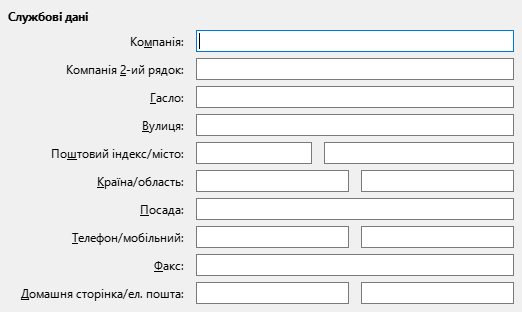 Службові дані
Компанія:
Компанія 2-ий рядок:
Гасло:
Вулиця:
Поштовий індекс/місто:
Країна/область:
Посада:
Телефон/мобільний:
Факс:
Домашня сторінка/ел. пошта: